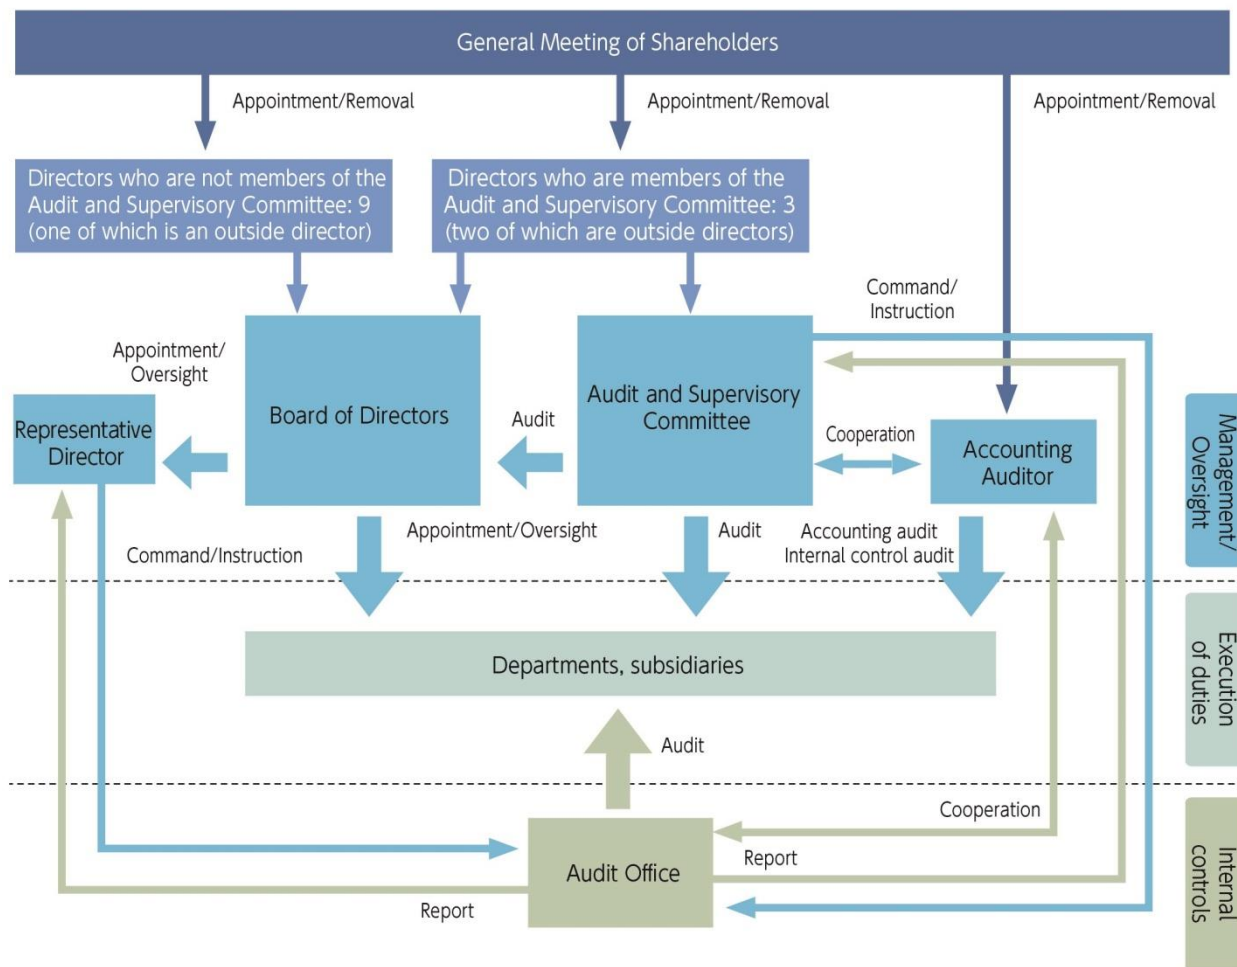 General Meeting of Shareholders
Appointment/Removal
Appointment/Removal
Appointment/Removal
Directors who are not members of the
Audit and Supervisory Committee: 9
(one of which is an outside director)
Directors who are members of the
Audit and Supervisory Committee: 3
(two of which are outside directors)
Command/
Instruction
Appointment/
Oversight
Board of Directors
Audit and Supervisory
Committee
Representative
Director
Audit
Cooperation
Accounting
Auditor
Management/
Oversight
Command/Instruction
Appointment/Oversight
Audit
Accounting audit
Internal control audit
Departments, subsidiaries
Execution
of duties
Audit
Cooperation
Audit Office
Report
Report
Internal
controls